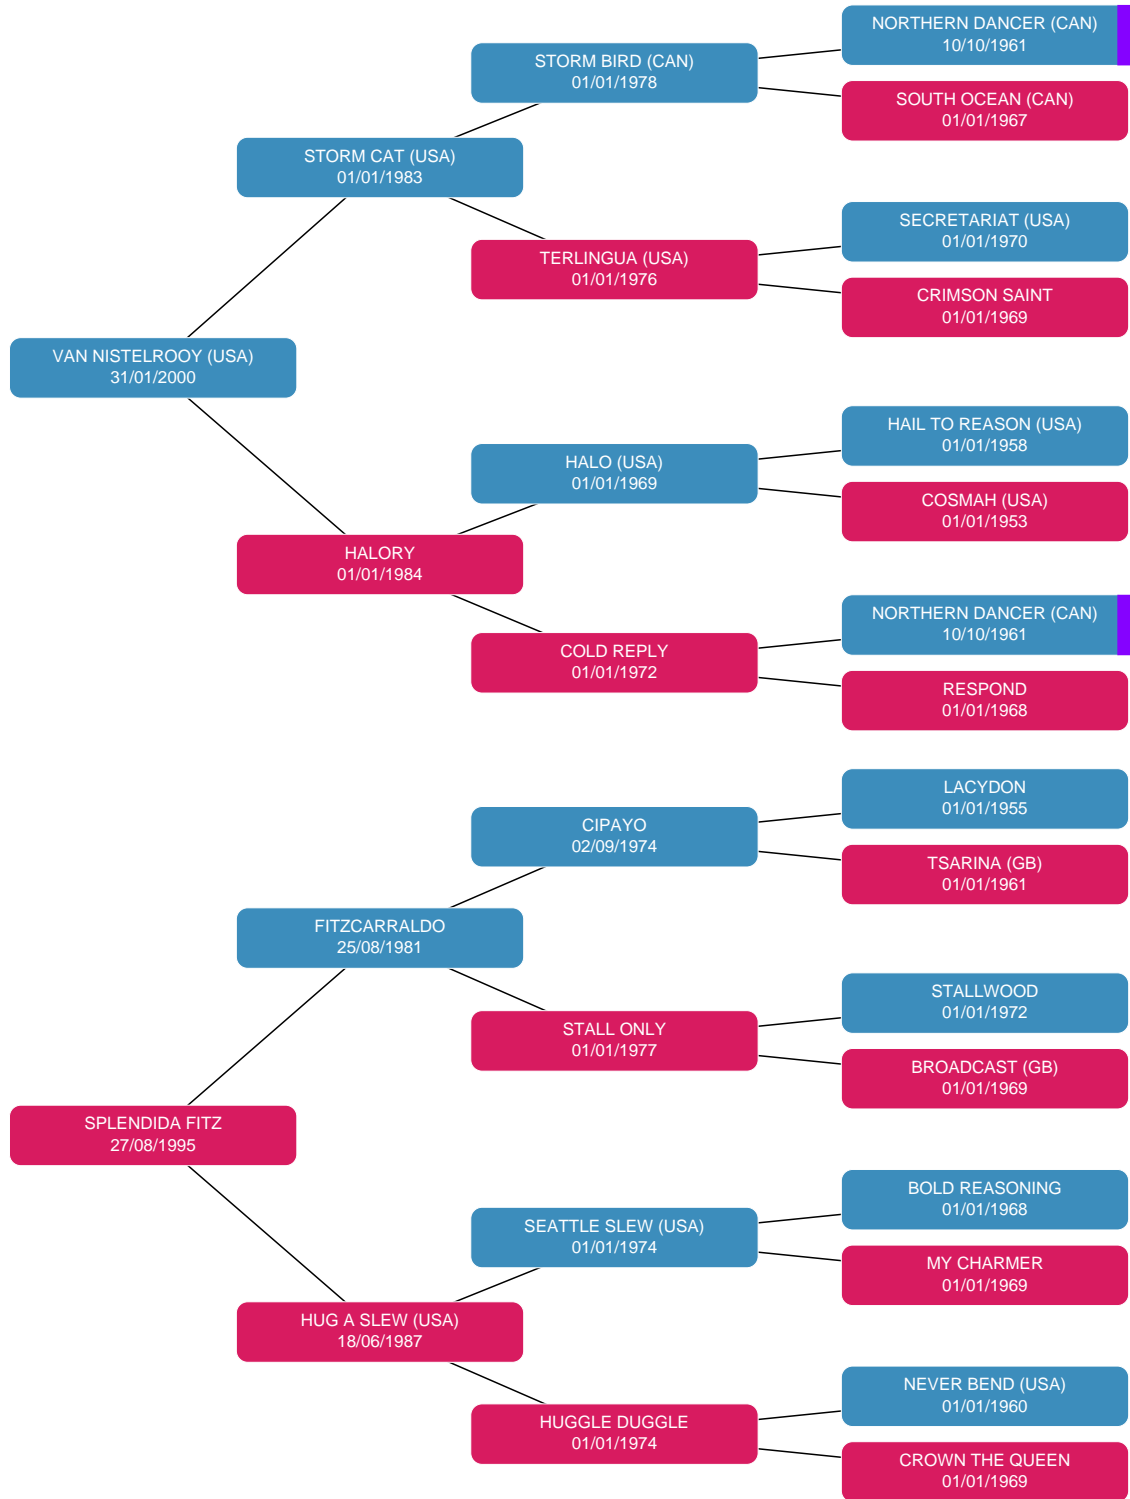 NORTHERN DANCER (CAN)
10/10/1961
STORM BIRD (CAN)
01/01/1978
SOUTH OCEAN (CAN)
01/01/1967
STORM CAT (USA)
01/01/1983
SECRETARIAT (USA)
01/01/1970
TERLINGUA (USA)
01/01/1976
CRIMSON SAINT
01/01/1969
VAN NISTELROOY (USA)
31/01/2000
HAIL TO REASON (USA)
01/01/1958
HALO (USA)
01/01/1969
COSMAH (USA)
01/01/1953
HALORY
01/01/1984
NORTHERN DANCER (CAN)
10/10/1961
COLD REPLY
01/01/1972
RESPOND
01/01/1968
LACYDON
01/01/1955
CIPAYO
02/09/1974
TSARINA (GB)
01/01/1961
FITZCARRALDO
25/08/1981
STALLWOOD
01/01/1972
STALL ONLY
01/01/1977
BROADCAST (GB)
01/01/1969
SPLENDIDA FITZ
27/08/1995
BOLD REASONING
01/01/1968
SEATTLE SLEW (USA)
01/01/1974
MY CHARMER
01/01/1969
HUG A SLEW (USA)
18/06/1987
NEVER BEND (USA)
01/01/1960
HUGGLE DUGGLE
01/01/1974
CROWN THE QUEEN
01/01/1969